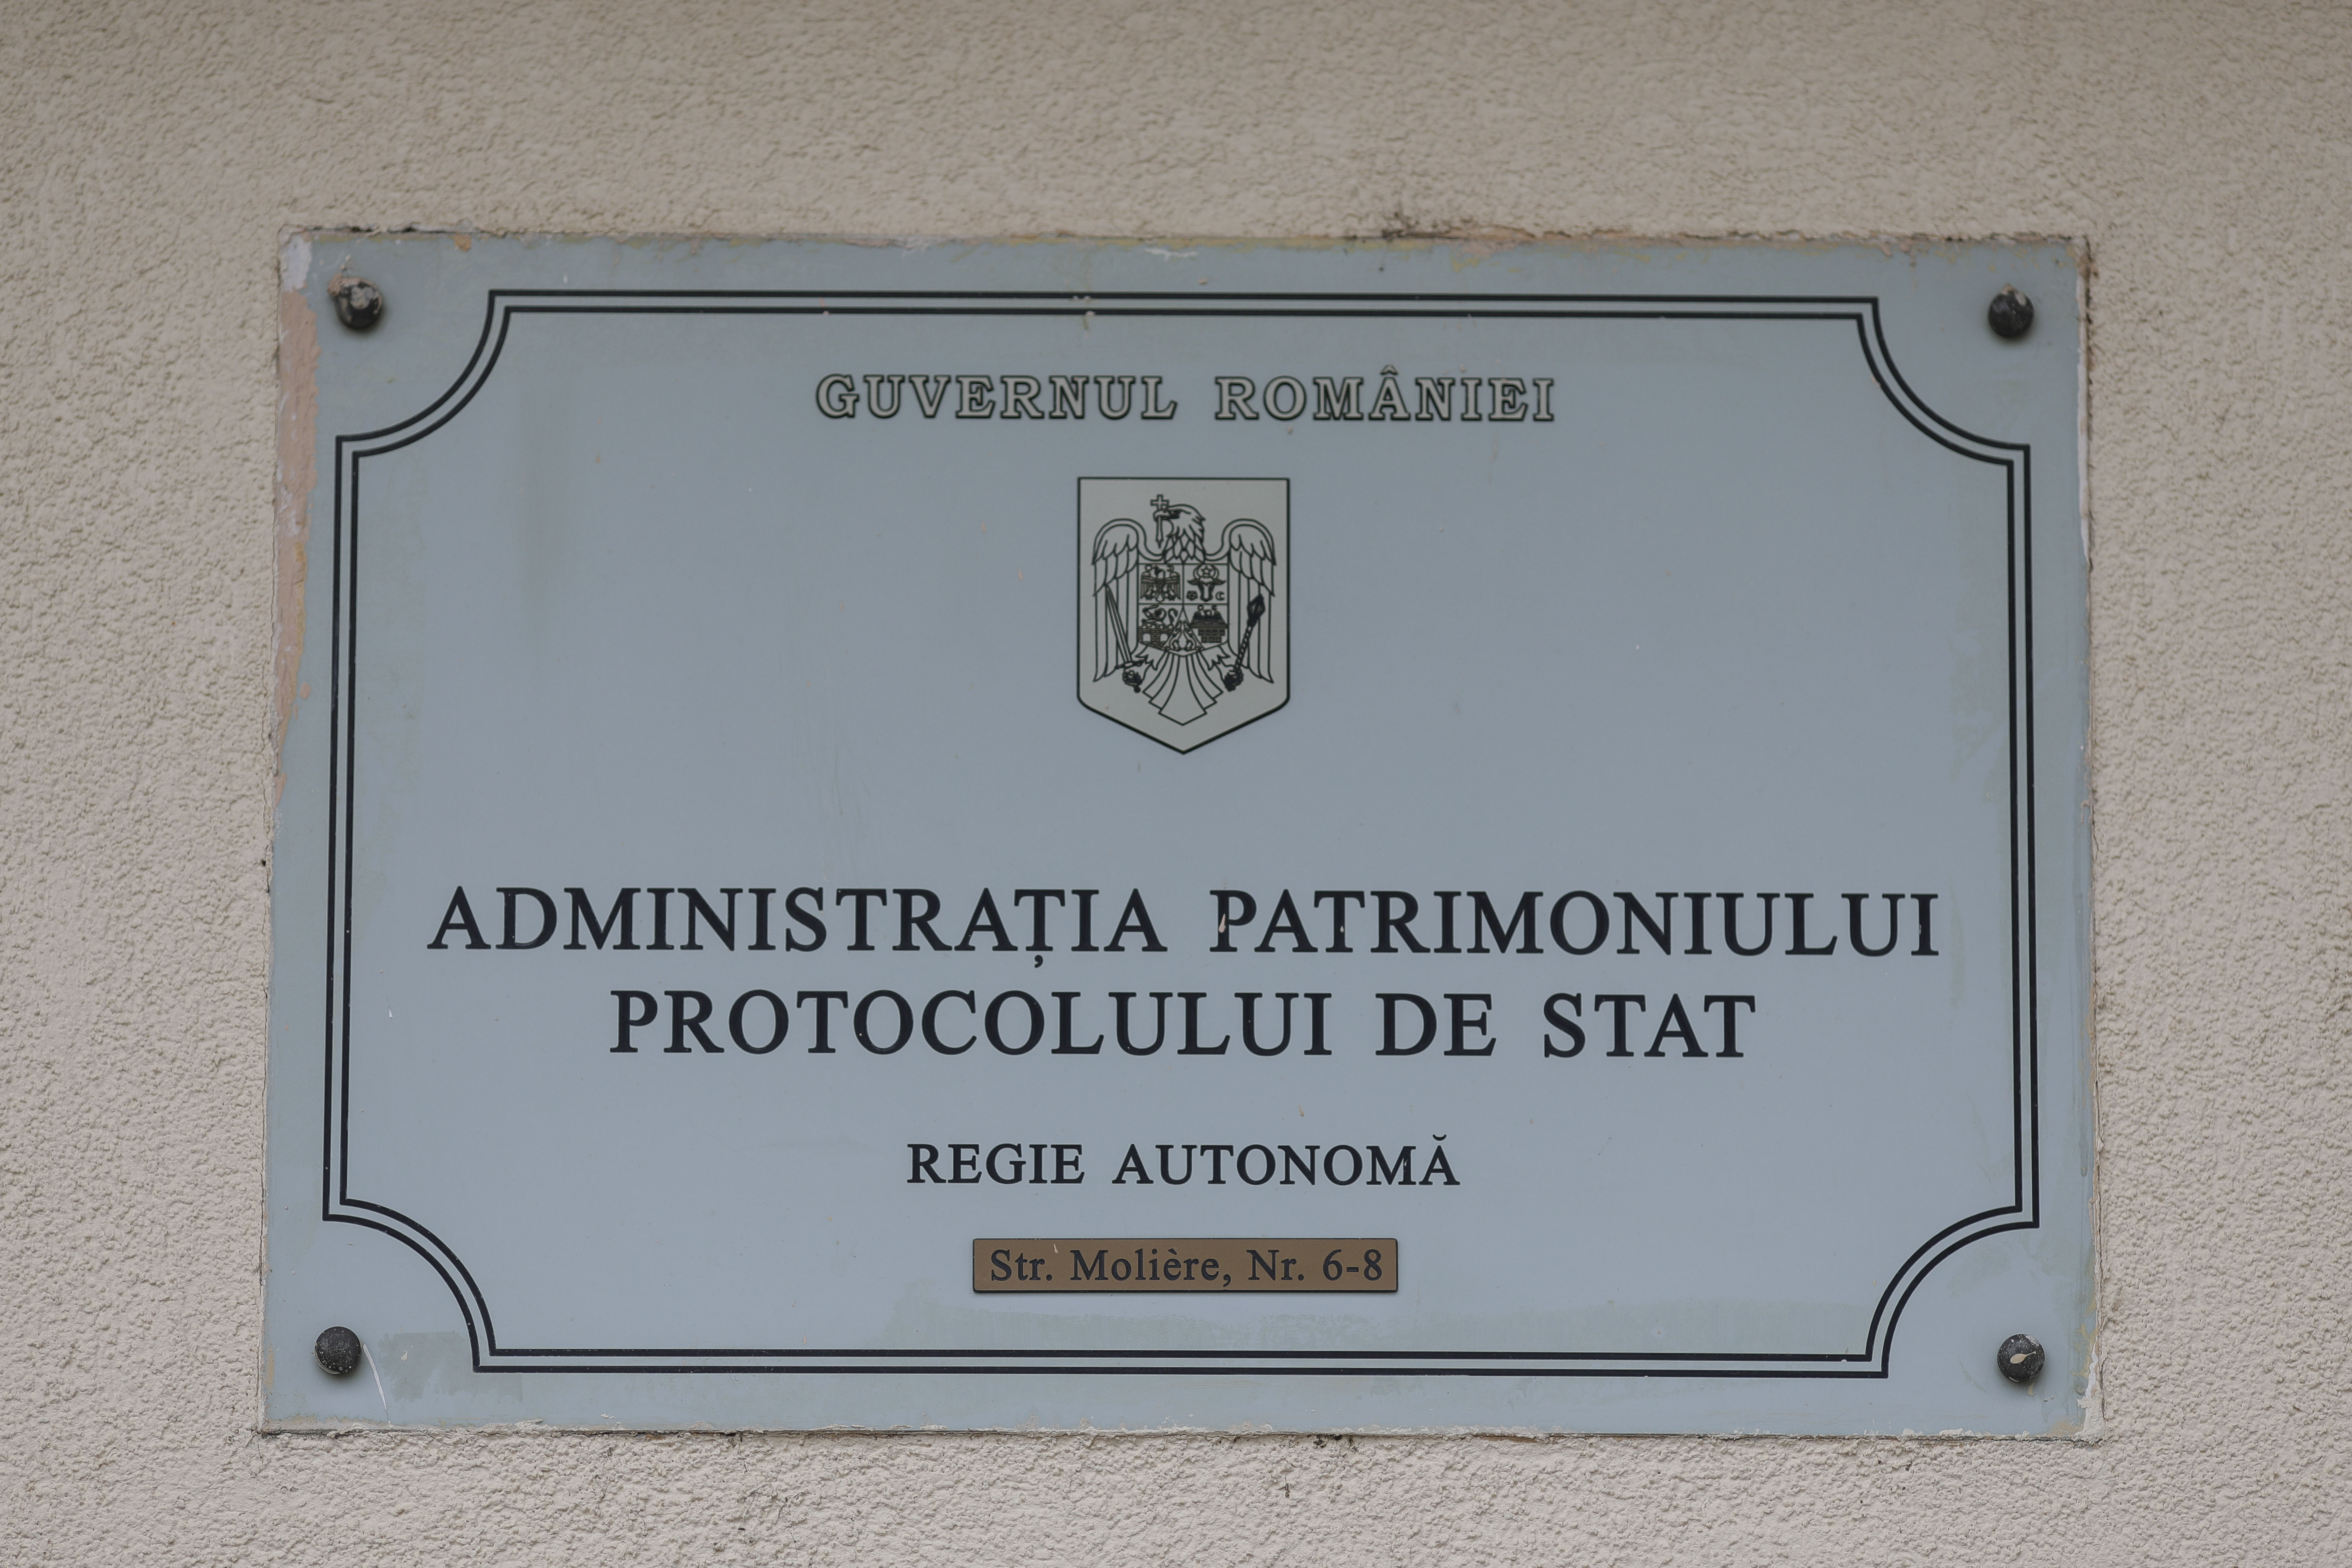 GUVERNUL ROMÂNIEI
ADMINISTRAȚIA PATRIMONIULUI
PROTOCOLULUI DE STAT
REGIE AUTONOMĂ
Str. Molière, Nr. 6-8